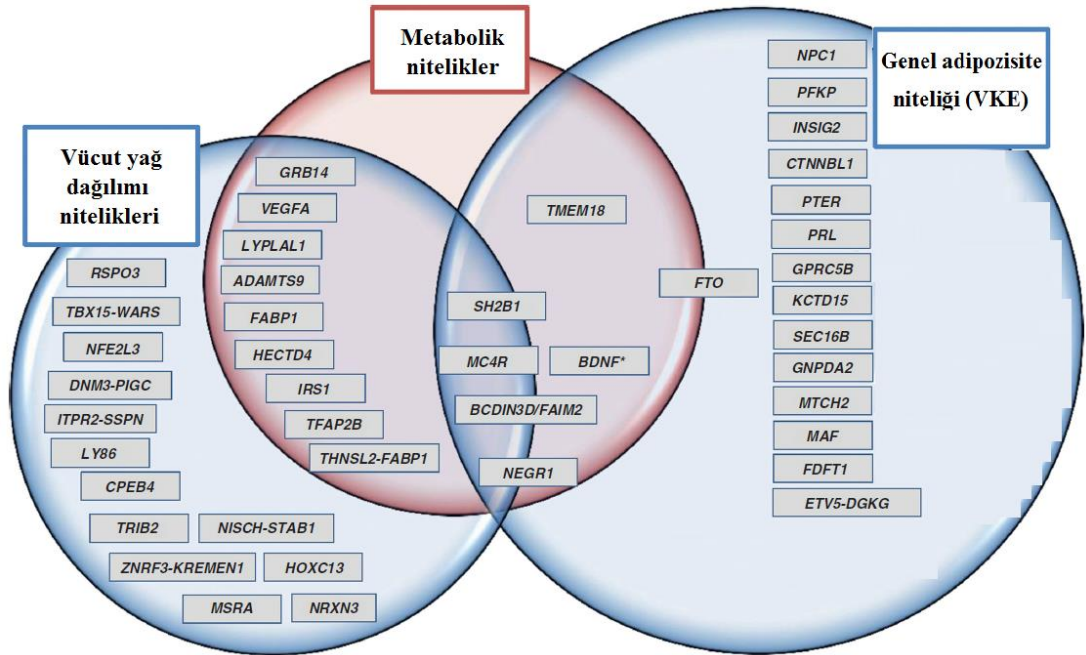 Metabolik
nitelikler
Genel adipozisite
niteliği (VKE)
Vücut yağ
dağılımı
nitelikleri
RSPO3
TBX15-WARS
NFE2L3
DNM3-PIGC
ITPR2-SSPN
LY86
CPEB4
TRIB2
NISCH-STAB1
ZNRF3-KREMEN1
HOXC13
MSRA
NRXN3
GRB14
VEGFA
LYPLAL1
ADAMTS9
FABP1
HECTD4
IRS1
TFAP2B
THNSL2-FABP1
SH2B1
MC4R
BCDIN3D/FAIM2
NEGR1
TMEM18
BDNF*
FTO
NPC1
PFKP
INSIG2
CTNNBL1
PTER
PRL
GPRC5B
KCTD15
SEC16B
GNPDA2
MTCH2
MAF
FDFT1
ETV5-DGKG